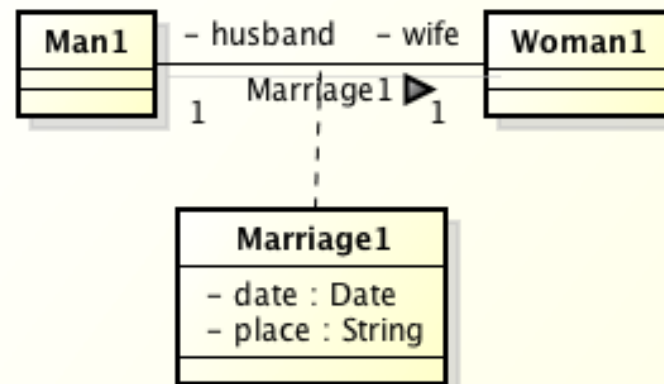 Man1
- husband
- wife
Woman1
Marriage1
1
1
Marriage1
- date : Date
- place : String